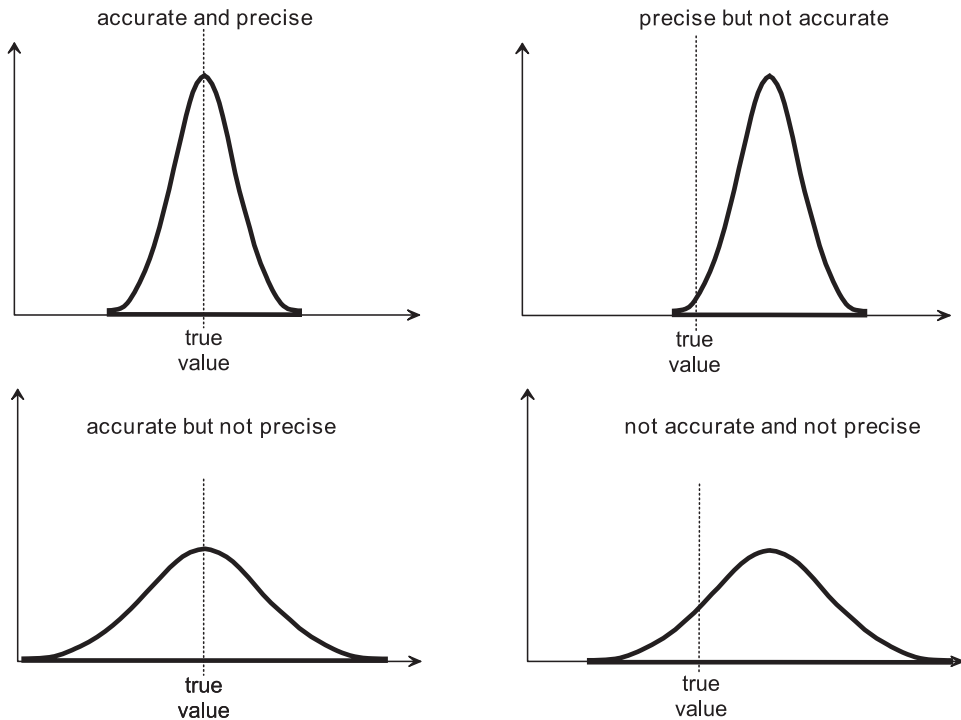 accurate and precise
precise but not accurate
true
value
true
value
accurate but not precise
not accurate and not precise
true
value
true
value